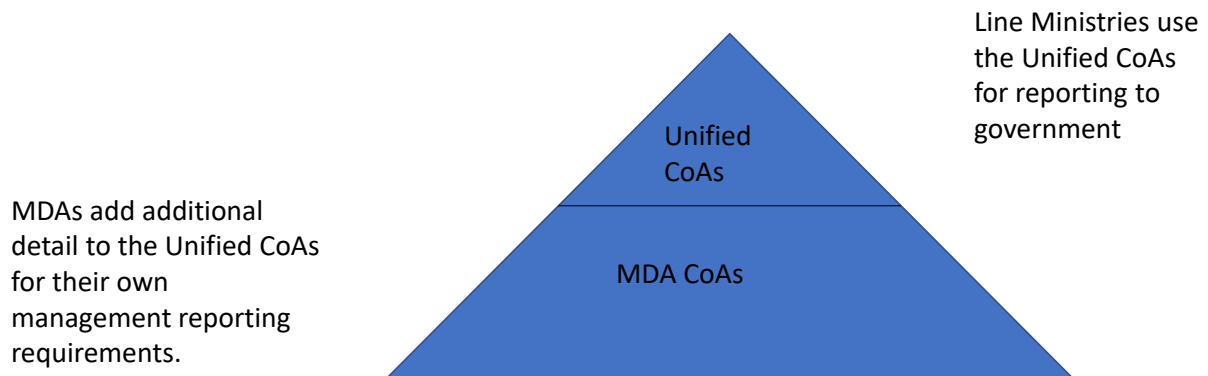 Line Ministries use
the Unified CoAs
for reporting to
government
Unified
CoAs
MDAs add additional
detail to the Unified CoAs
for their own
management reporting
requirements.
MDA CoAs